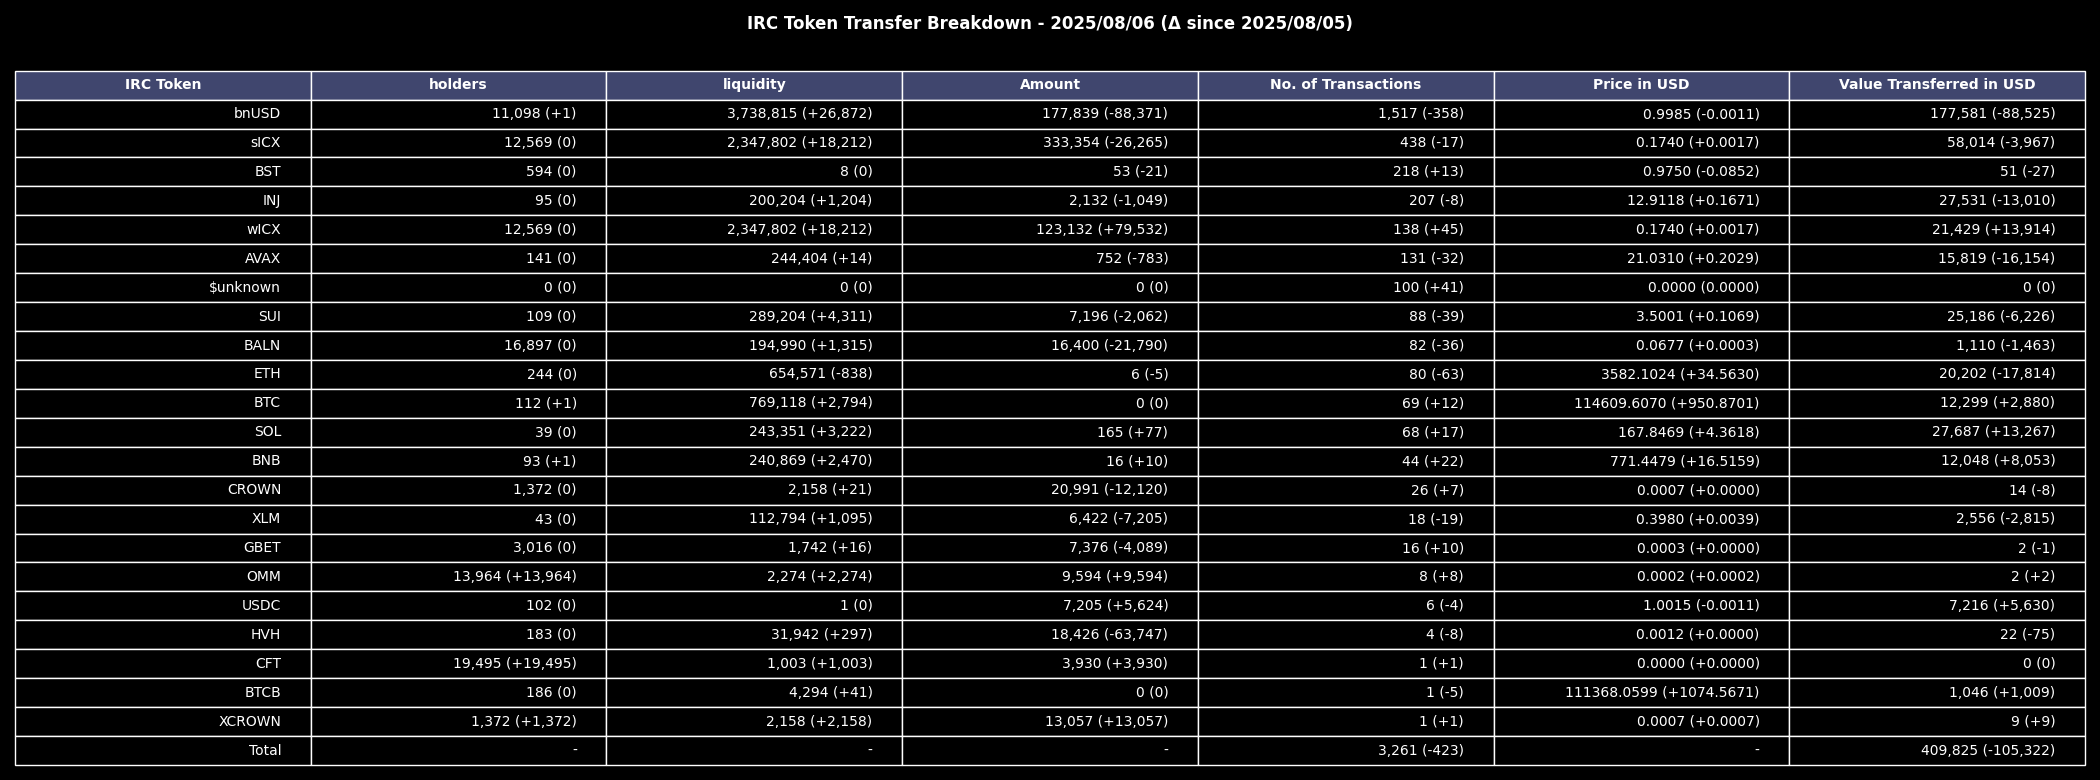 IRC Token Transfer Breakdown - 2025/08/06 (Δ since 2025/08/05)
IRC Token holders liquidity Amount No. of Transactions Price in USD Value Transferred in USD
bnUSD 11,098 (+1) 3,738,815 (+26,872) 177,839 (-88,371) 1,517 (-358) 0.9985 (-0.0011) 177,581 (-88,525)
sICX 12,569 (0) 2,347,802 (+18,212) 333,354 (-26,265) 438 (-17) 0.1740 (+0.0017) 58,014 (-3,967)
BST 594 (0) 8 (0) 53 (-21) 218 (+13) 0.9750 (-0.0852) 51 (-27)
INJ 95 (0) 200,204 (+1,204) 2,132 (-1,049) 207 (-8) 12.9118 (+0.1671) 27,531 (-13,010)
wICX 12,569 (0) 2,347,802 (+18,212) 123,132 (+79,532) 138 (+45) 0.1740 (+0.0017) 21,429 (+13,914)
AVAX 141 (0) 244,404 (+14) 752 (-783) 131 (-32) 21.0310 (+0.2029) 15,819 (-16,154)
$unknown 0 (0) 0 (0) 0 (0) 100 (+41) 0.0000 (0.0000) 0 (0)
SUI 109 (0) 289,204 (+4,311) 7,196 (-2,062) 88 (-39) 3.5001 (+0.1069) 25,186 (-6,226)
BALN 16,897 (0) 194,990 (+1,315) 16,400 (-21,790) 82 (-36) 0.0677 (+0.0003) 1,110 (-1,463)
ETH 244 (0) 654,571 (-838) 6 (-5) 80 (-63) 3582.1024 (+34.5630) 20,202 (-17,814)
BTC 112 (+1) 769,118 (+2,794) 0 (0) 69 (+12) 114609.6070 (+950.8701) 12,299 (+2,880)
SOL 39 (0) 243,351 (+3,222) 165 (+77) 68 (+17) 167.8469 (+4.3618) 27,687 (+13,267)
BNB 93 (+1) 240,869 (+2,470) 16 (+10) 44 (+22) 771.4479 (+16.5159) 12,048 (+8,053)
CROWN 1,372 (0) 2,158 (+21) 20,991 (-12,120) 26 (+7) 0.0007 (+0.0000) 14 (-8)
XLM 43 (0) 112,794 (+1,095) 6,422 (-7,205) 18 (-19) 0.3980 (+0.0039) 2,556 (-2,815)
GBET 3,016 (0) 1,742 (+16) 7,376 (-4,089) 16 (+10) 0.0003 (+0.0000) 2 (-1)
OMM 13,964 (+13,964) 2,274 (+2,274) 9,594 (+9,594) 8 (+8) 0.0002 (+0.0002) 2 (+2)
USDC 102 (0) 1 (0) 7,205 (+5,624) 6 (-4) 1.0015 (-0.0011) 7,216 (+5,630)
HVH 183 (0) 31,942 (+297) 18,426 (-63,747) 4 (-8) 0.0012 (+0.0000) 22 (-75)
CFT 19,495 (+19,495) 1,003 (+1,003) 3,930 (+3,930) 1 (+1) 0.0000 (+0.0000) 0 (0)
BTCB 186 (0) 4,294 (+41) 0 (0) 1 (-5) 111368.0599 (+1074.5671) 1,046 (+1,009)
XCROWN 1,372 (+1,372) 2,158 (+2,158) 13,057 (+13,057) 1 (+1) 0.0007 (+0.0007) 9 (+9)
Total - - - 3,261 (-423) - 409,825 (-105,322)